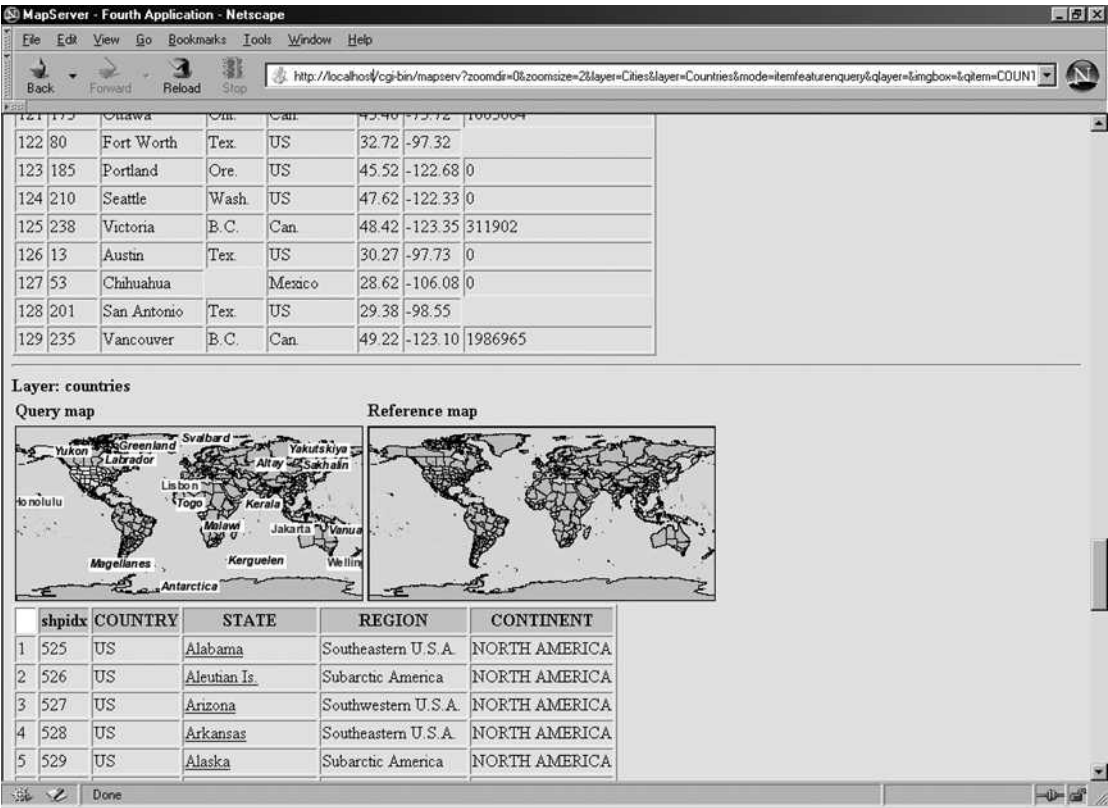 MapServer - Fourth Application - Netscape
File Edit View Go Bookmarks Tools Window Help
Back Forward Reload Stop
http://localhost/cgi-bin/mapserv?zoomdir=0&zoomsize=2&layer=Cities&layer=Countries&mode=itemfeaturenquery&qlayer=&imgbox=&qitem=COUNT
N
121 175 Ottawa Ont. Can.
122 80 Fort Worth Tex. US 32.72 -97.32
123 185 Portland Ore. US 45.52 -122.68 0
124 210 Seattle Wash. US 47.62 -122.33 0
125 238 Victoria B.C. Can. 48.42 -123.35 311902
126 13 Austin Tex. US 30.27 -97.73 0
127 53 Chihuahua Mexico 28.62 -106.08 0
128 201 San Antonio Tex. US 29.38 -98.55
129 235 Vancouver B.C. Can. 49.22 -123.10 1986965
Layer: countries
Query map Reference map
Svalbard
Yukon Greenland Yakutskiya
Labrador Altay Sakhalin
Lisbon
Honolulu Togo Kerala
Malawi Jakarta Vanua
Magellanes Kerguelen Wellin
Antarctica
shpidx COUNTRY STATE REGION CONTINENT
1 525 US Alabama Southeastern U.S.A. NORTH AMERICA
2 526 US Aleutian Is. Subarctic America NORTH AMERICA
3 527 US Arizona Southwestern U.S.A. NORTH AMERICA
4 528 US Arkansas Southeastern U.S.A. NORTH AMERICA
5 529 US Alaska Subarctic America NORTH AMERICA
Done